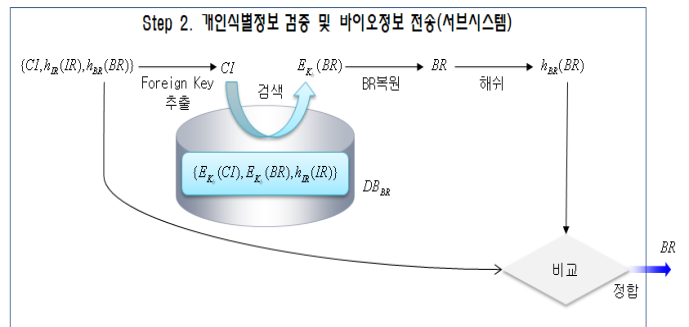 Step 2. 개인식별정보 검증 및 바이오정보 전송(서브시스템)
{CI,h_IR(IR),h_BR(BR)}
Foreign Key
추출
CI
검색
E_K(BR)
BR복원
BR
해쉬
h_BR(BR)
{E_K(CI),E_K(BR),h_IR(IR)}
DB_BR
비교
정합
BR